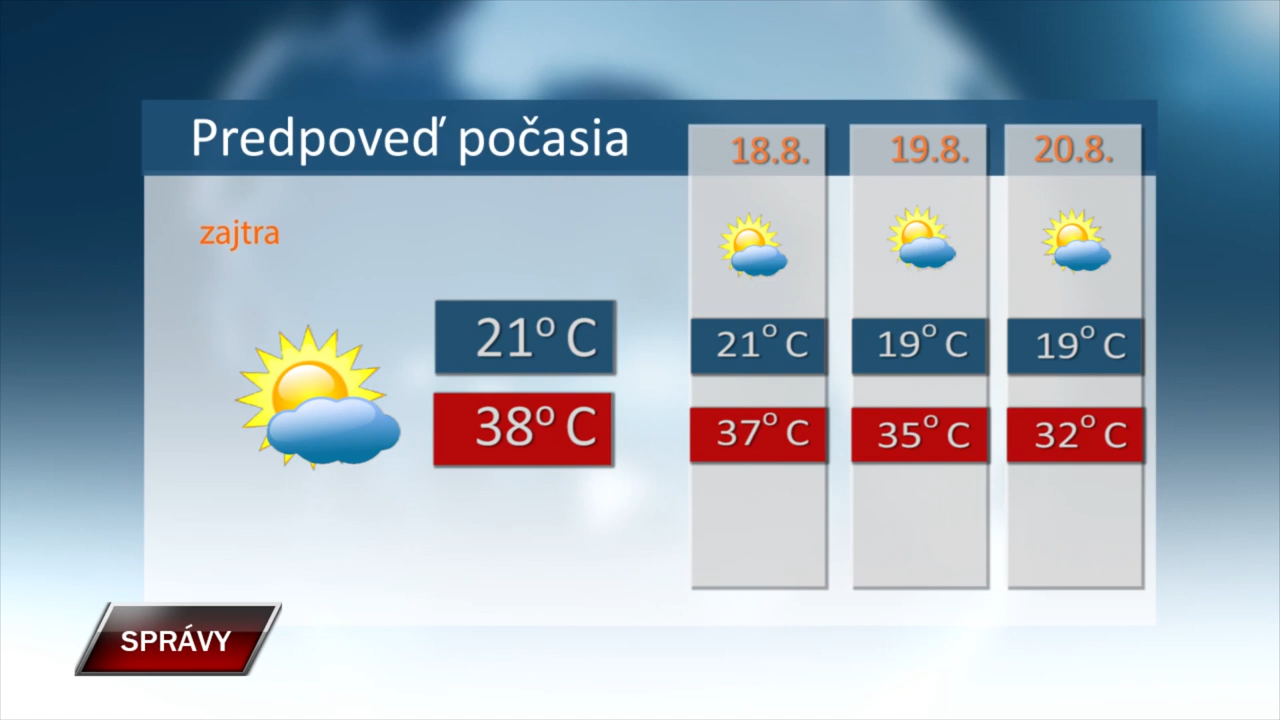 Predpoveď počasia
zajtra
21° C
38° C
18.8.
21° C
37° C
19.8.
19° C
35° C
20.8.
19° C
32° C
SPRÁVY